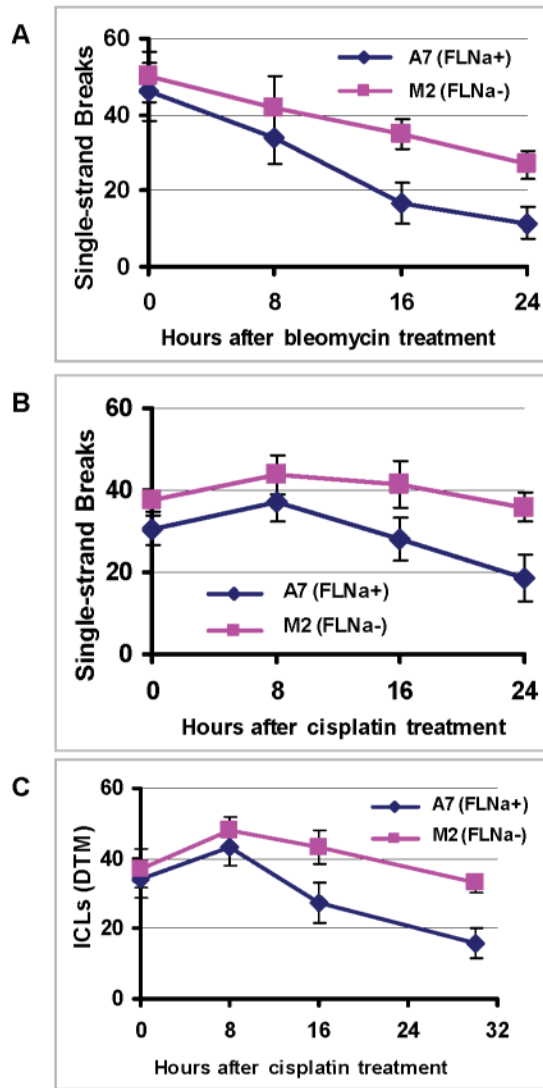 A
Single-strand Breaks
60
40
20
0
A7 (FLNa+)
M2 (FLNa-)
0 8 16 24
Hours after bleomycin treatment
B
Single-strand Breaks
60
40
20
0
A7 (FLNa+)
M2 (FLNa-)
0 8 16 24
Hours after cisplatin treatment
C
ICLs (DTM)
60
40
20
0
A7 (FLNa+)
M2 (FLNa-)
0 8 16 24 32
Hours after cisplatin treatment